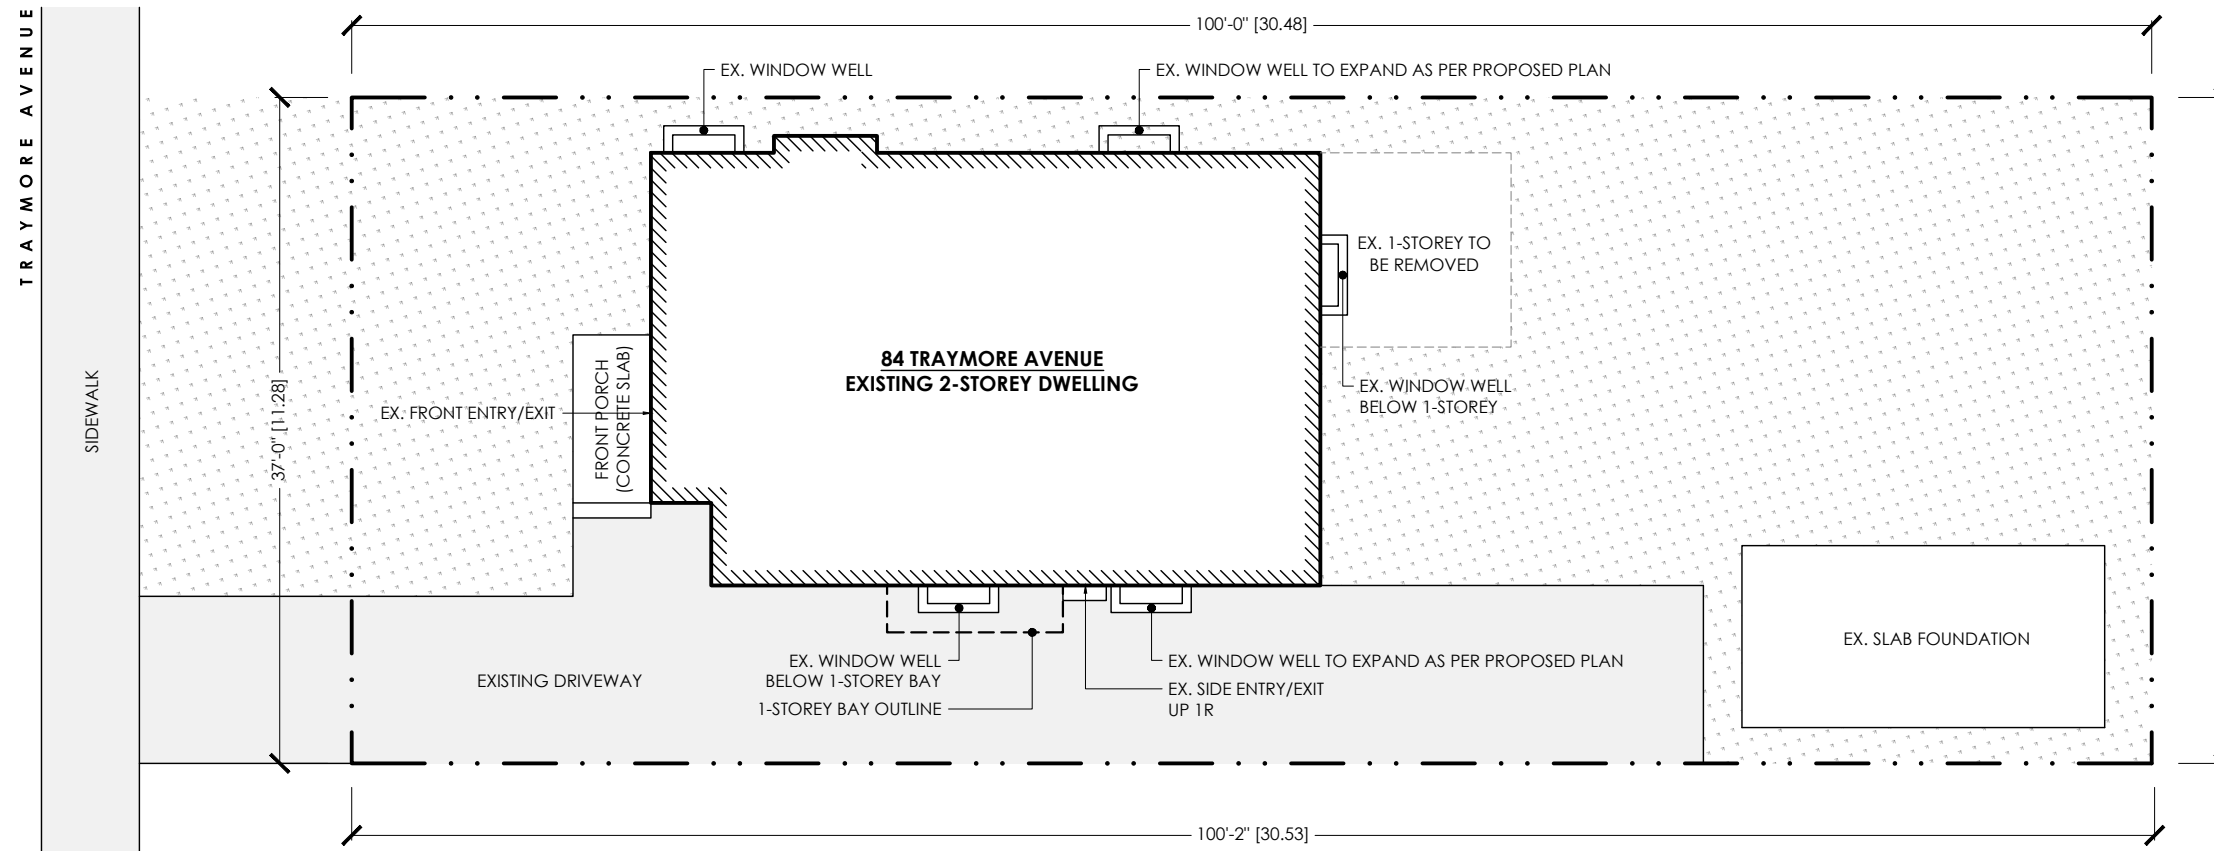 TRAYMORE AVENUE
100'-0" [30.48]
EX. WINDOW WELL
EX. WINDOW WELL TO EXPAND AS PER PROPOSED PLAN
EX. 1-STOREY TO
BE REMOVED
84 TRAYMORE AVENUE
EXISTING 2-STOREY DWELLING
SIDEWALK
37'-0" [11.28]
EX. FRONT ENTRY/EXIT
FRONT PORCH
(CONCRETE SLAB)
EX. WINDOW WELL
BELOW 1-STOREY
EX. SLAB FOUNDATION
EXISTING DRIVEWAY
EX. WINDOW WELL
BELOW 1-STOREY BAY
1-STOREY BAY OUTLINE
EX. WINDOW WELL TO EXPAND AS PER PROPOSED PLAN
EX. SIDE ENTRY/EXIT
UP 1R
100'-2" [30.53]